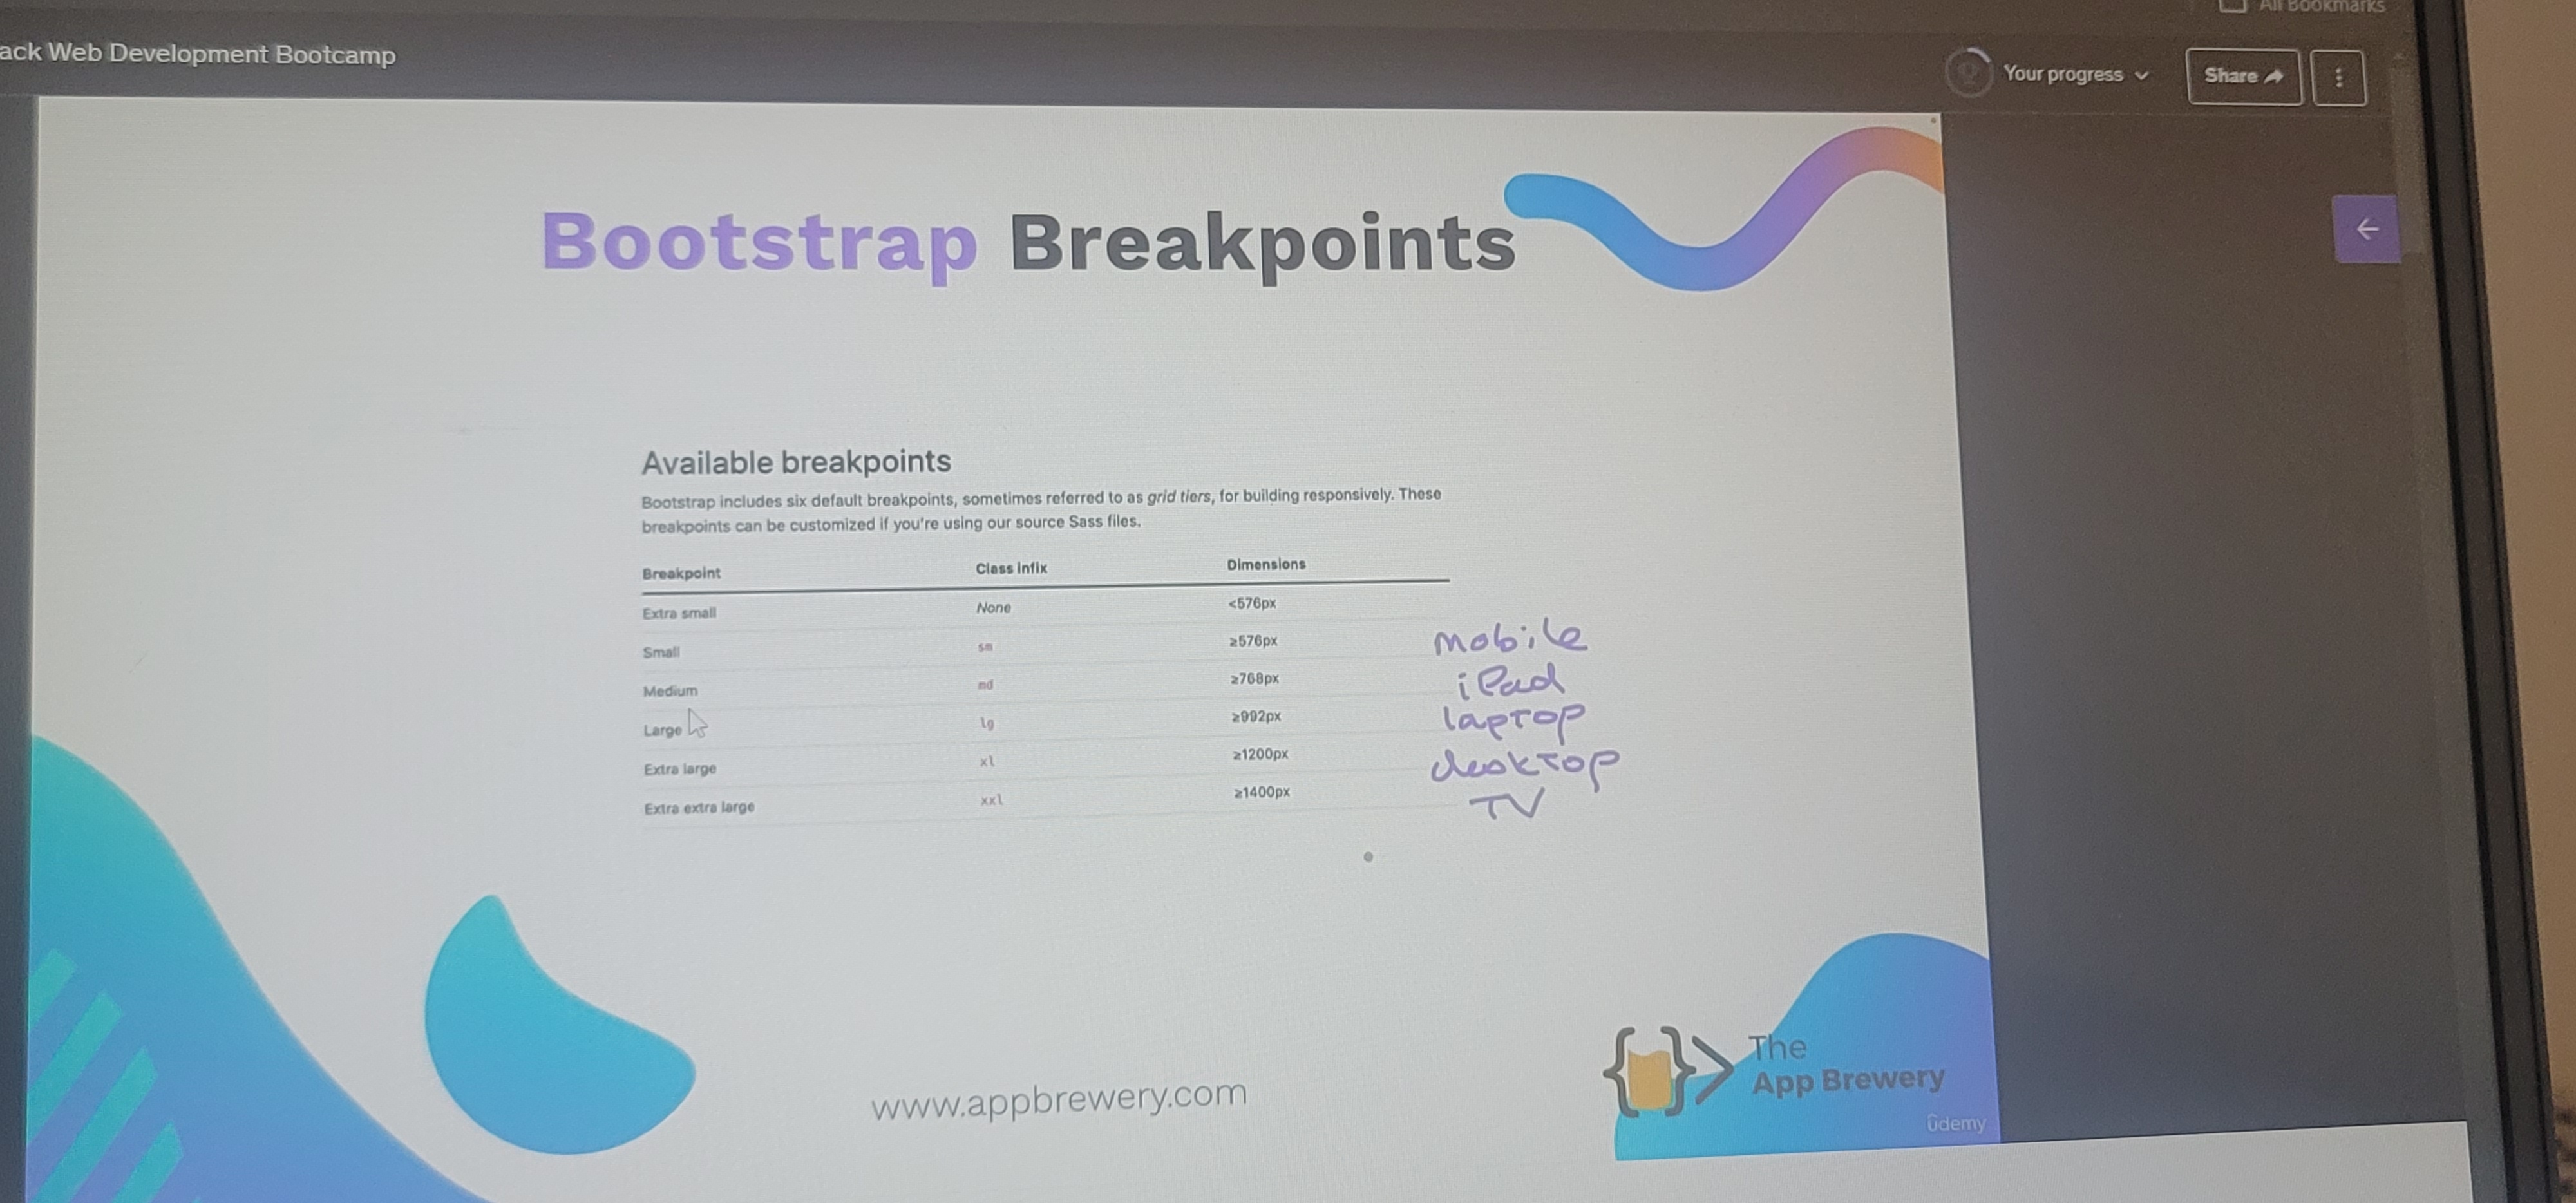 All Bookmarks
ack Web Development Bootcamp
Your progress
Share
Bootstrap Breakpoints
Available breakpoints
Bootstrap includes six default breakpoints, sometimes referred to as grid tiers, for building responsively. These
breakpoints can be customized if you're using our source Sass files.
Breakpoint Class infix Dimensions
Extra small None <576px
Small sm ≥576px mobile
Medium md ≥768px iPad
Large lg ≥992px laptop
Extra large xl ≥1200px desktop
Extra extra large xxl ≥1400px TV
www.appbrewery.com
The
App Brewery
ûdemy